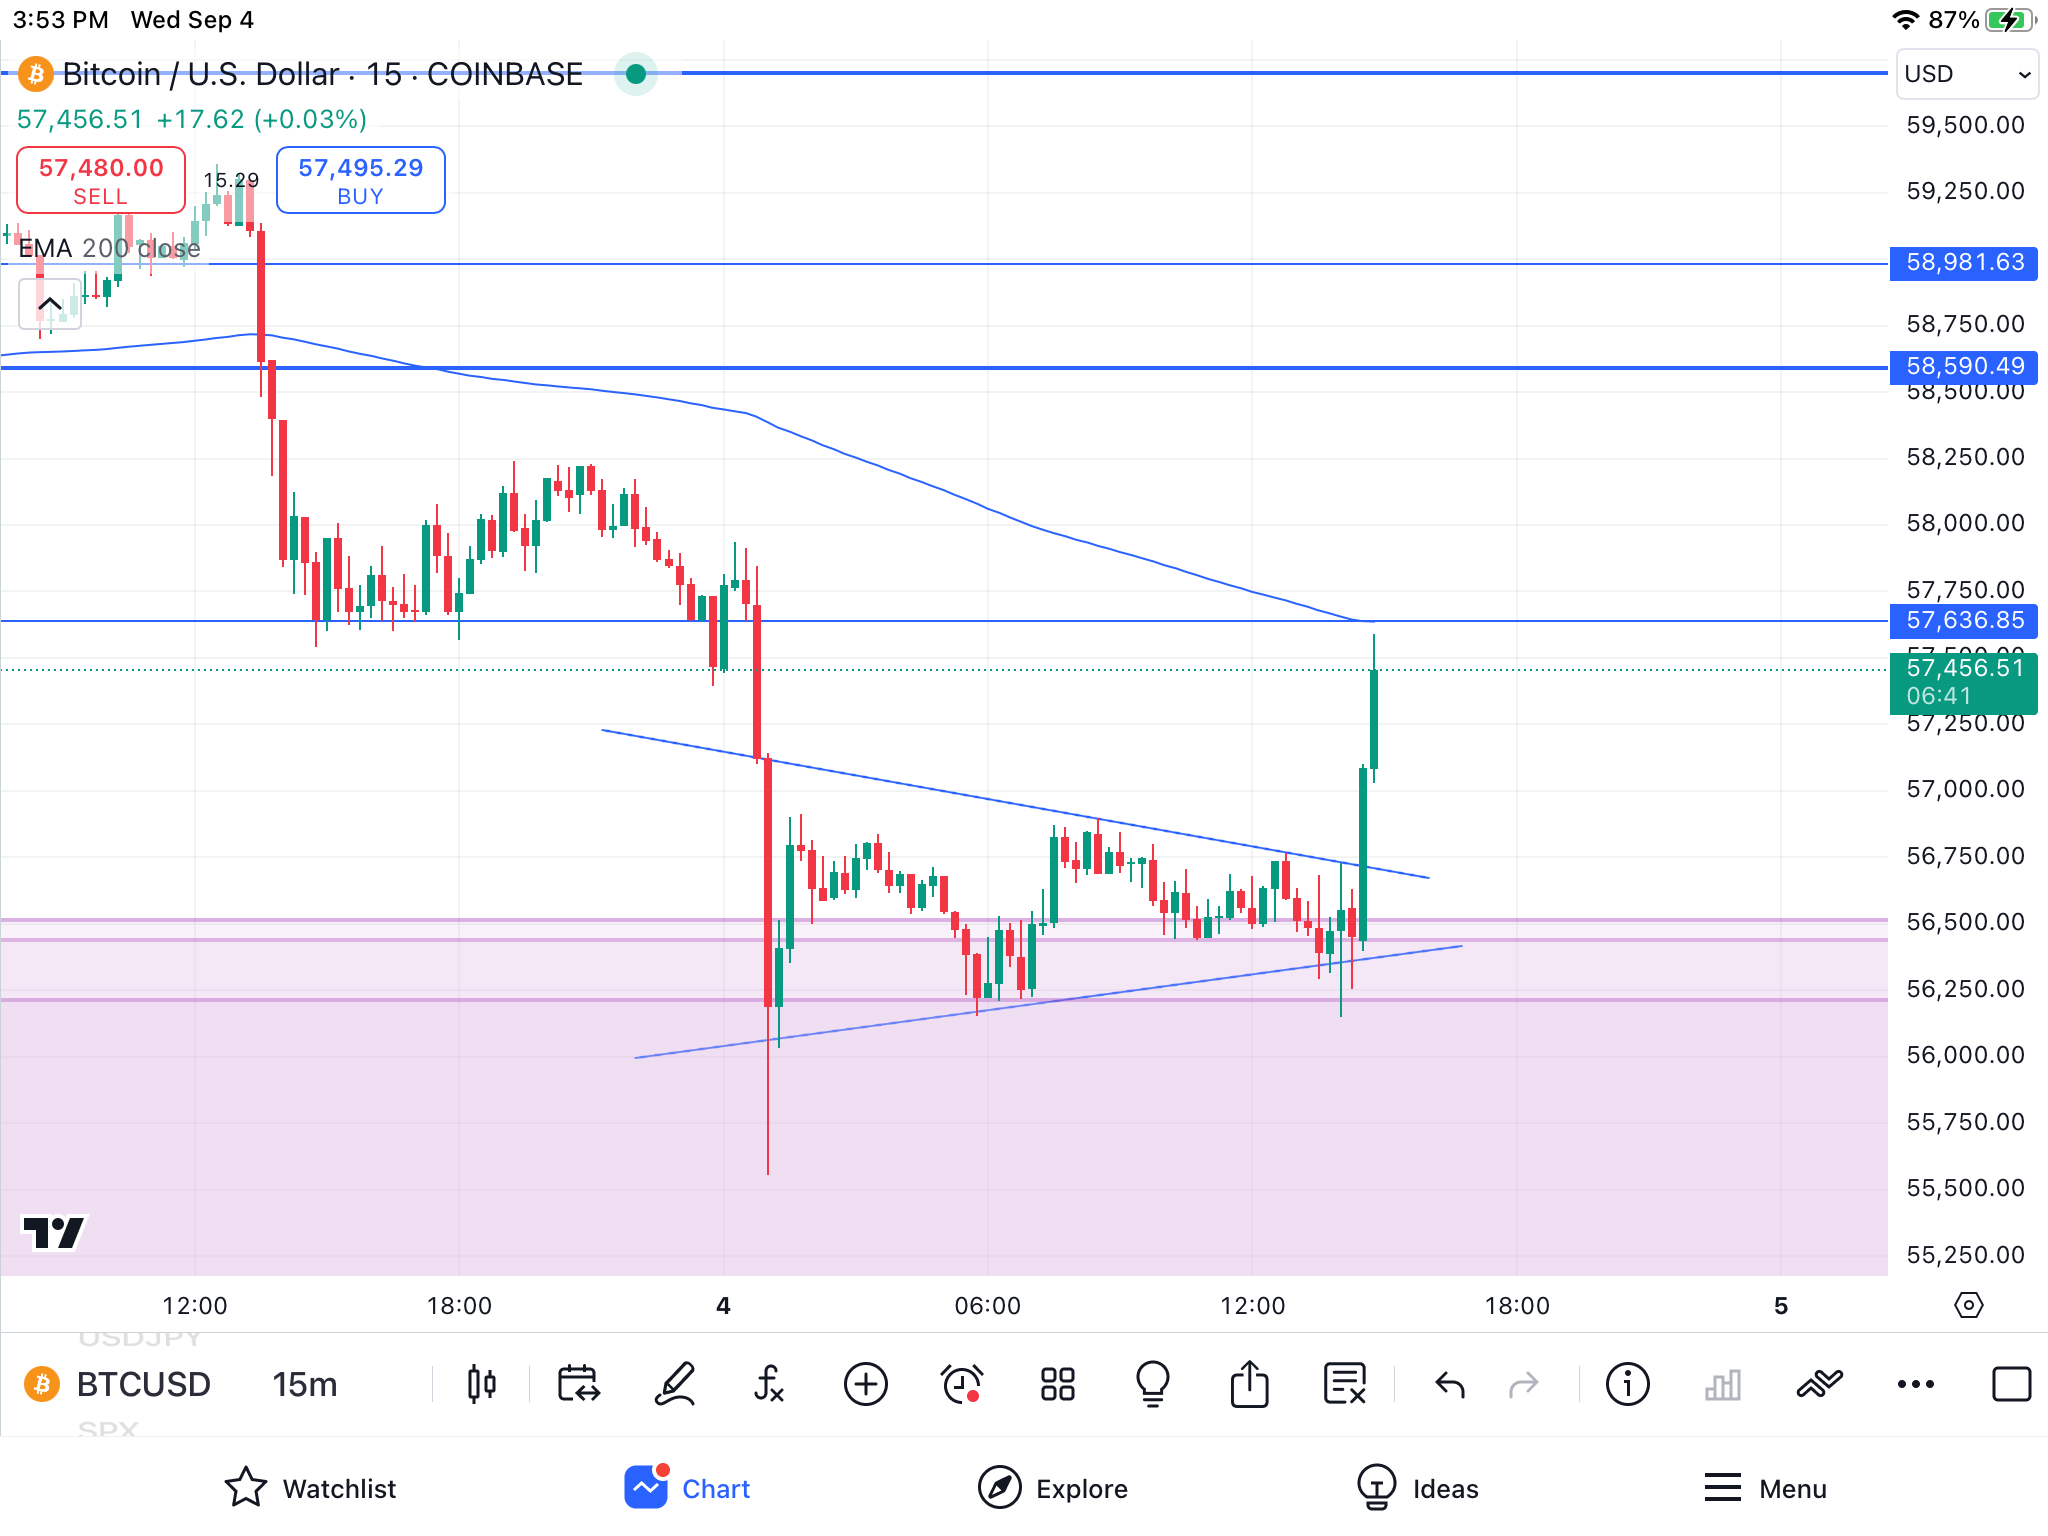 3:53 PM Wed Sep 4
87%
Bitcoin / U.S. Dollar · 15 · COINBASE
USD
57,456.51 +17.62 (+0.03%)
57,480.00
SELL
15.29
57,495.29
BUY
EMA 200 close
59,500.00
59,250.00
58,981.63
58,750.00
58,590.49
58,500.00
58,250.00
58,000.00
57,750.00
57,636.85
57,500.00
57,456.51
06:41
57,250.00
57,000.00
56,750.00
56,500.00
56,250.00
56,000.00
55,750.00
55,500.00
55,250.00
12:00 18:00 4 06:00 12:00 18:00 5
USDJPY
BTCUSD 15m
SPX
Watchlist Chart Explore Ideas Menu